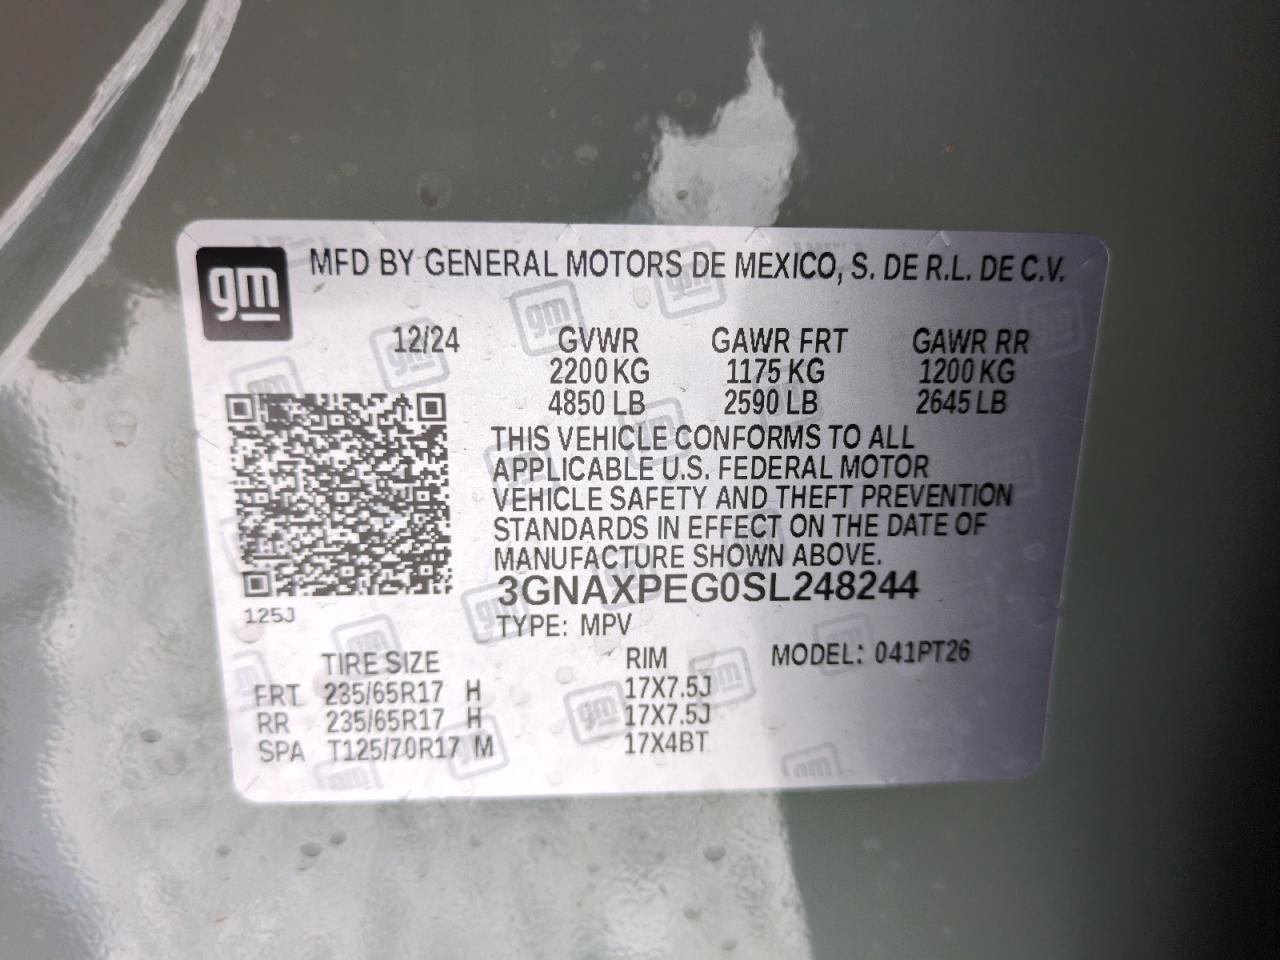 gm MFD BY GENERAL MOTORS DE MEXICO, S. DE R.L. DE C.V.
12/24 GVWR GAWR FRT GAWR RR
2200 KG 1175 KG 1200 KG
4850 LB 2590 LB 2645 LB
THIS VEHICLE CONFORMS TO ALL
APPLICABLE U.S. FEDERAL MOTOR
VEHICLE SAFETY AND THEFT PREVENTION
STANDARDS IN EFFECT ON THE DATE OF
MANUFACTURE SHOWN ABOVE.
3GNAXPEG0SL248244
125J
TYPE: MPV
TIRE SIZE RIM MODEL: 041PT26
FRT 235/65R17 H 17X7.5J
RR 235/65R17 H 17X7.5J
SPA T125/70R17 M 17X4BT